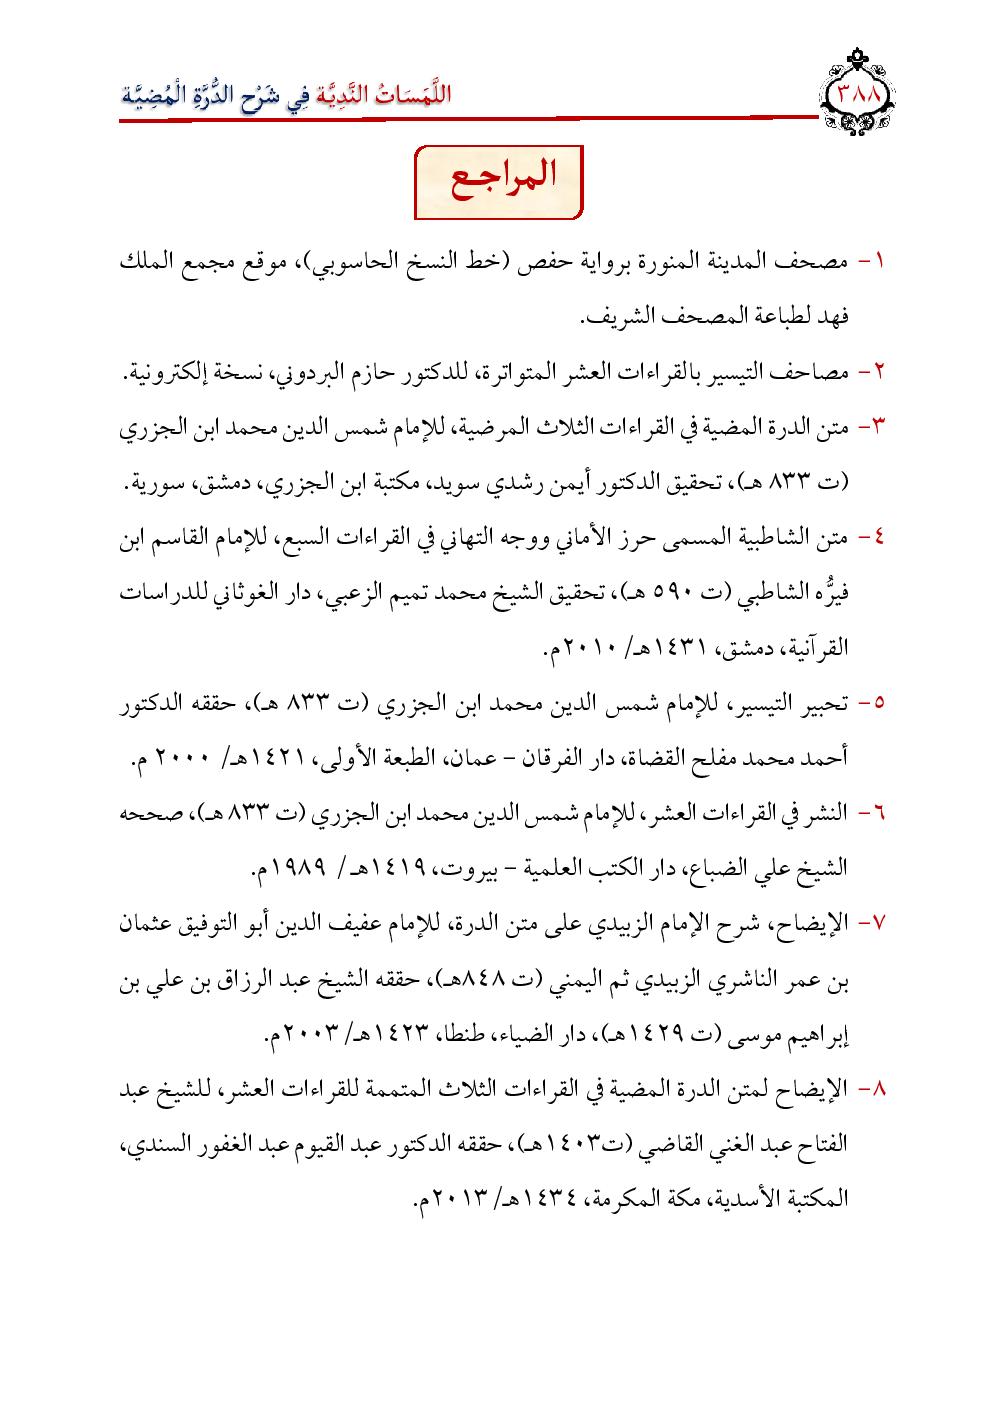 ٣٨٨
اللَّمَسَاتُ النَّدِيَّة فِي شَرْح الدُّرَّةِ الْمُضِيَّة
المراجع
١- مصحف المدينة المنورة برواية حفص (خط النسخ الحاسوبي)، موقع مجمع الملك
فهد لطباعة المصحف الشريف.
٢- مصاحف التيسير بالقراءات العشر المتواترة، للدكتور حازم البردوني، نسخة إلكترونية.
٣- متن الدرة المضية في القراءات الثلاث المرضية، للإمام شمس الدين محمد ابن الجزري
(ت ٨٣٣ هـ)، تحقيق الدكتور أيمن رشدي سويد، مكتبة ابن الجزري، دمشق، سورية.
٤- متن الشاطبية المسمى حرز الأماني ووجه التهاني في القراءات السبع، للإمام القاسم ابن
فيرُّه الشاطبي (ت ٥٩٠ هـ)، تحقيق الشيخ محمد تميم الزعبي، دار الغوثاني للدراسات
القرآنية، دمشق، ١٤٣١هـ/ ٢٠١٠م.
٥- تحبير التيسير، للإمام شمس الدين محمد ابن الجزري (ت ٨٣٣ هـ)، حققه الدكتور
أحمد محمد مفلح القضاة، دار الفرقان – عمان، الطبعة الأولى، ١٤٢١هـ/ ٢٠٠٠ م.
٦- النشر في القراءات العشر، للإمام شمس الدين محمد ابن الجزري (ت ٨٣٣ هـ)، صححه
الشيخ علي الضباع، دار الكتب العلمية – بيروت، ١٤١٩هـ/ ١٩٨٩م.
٧- الإيضاح، شرح الإمام الزبيدي على متن الدرة، للإمام عفيف الدين أبو التوفيق عثمان
بن عمر الناشري الزبيدي ثم اليمني (ت ٨٤٨هـ)، حققه الشيخ عبد الرزاق بن علي بن
إبراهيم موسى (ت ١٤٢٩هـ)، دار الضياء، طنطا، ١٤٢٣هـ/ ٢٠٠٣م.
٨- الإيضاح لمتن الدرة المضية في القراءات الثلاث المتممة للقراءات العشر، للشيخ عبد
الفتاح عبد الغني القاضي (ت١٤٠٣هـ)، حققه الدكتور عبد القيوم عبد الغفور السندي،
المكتبة الأسدية، مكة المكرمة، ١٤٣٤هـ/ ٢٠١٣م.